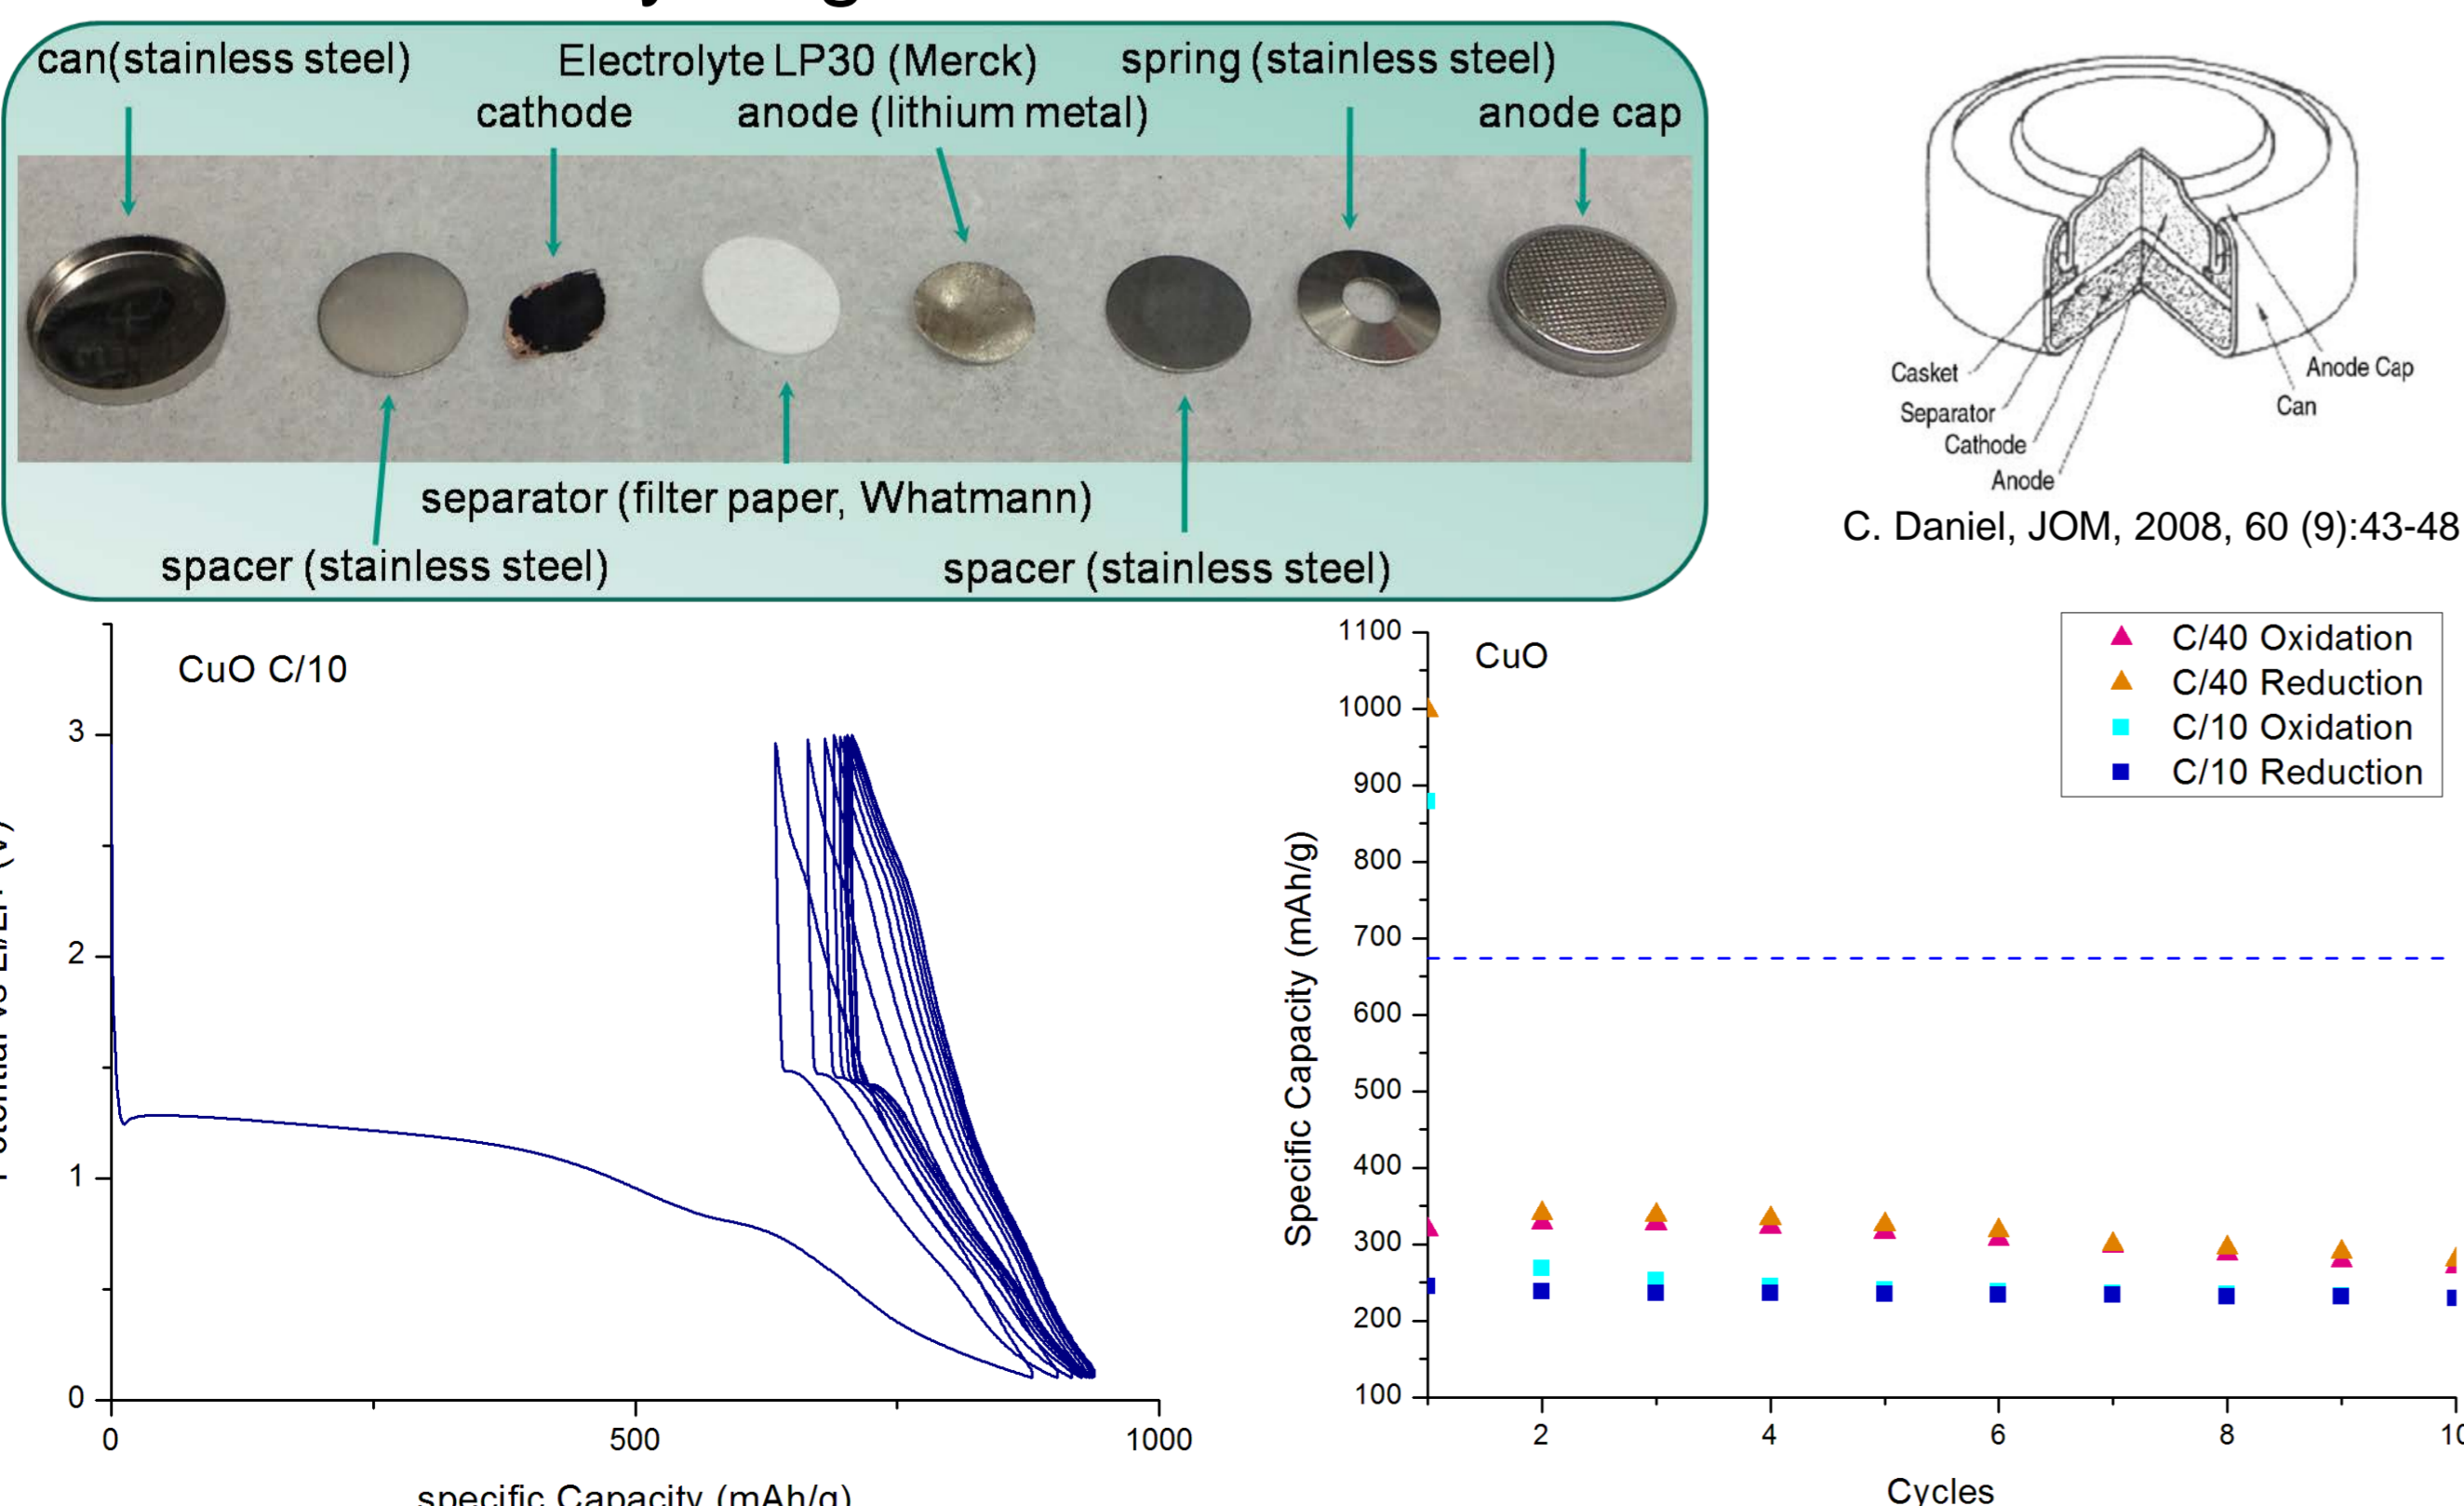 can(stainless steel)
Electrolyte LP30 (Merck)
spring (stainless steel)
cathode
anode (lithium metal)
anode cap
separator (filter paper, Whatmann)
spacer (stainless steel)
spacer (stainless steel)
Casket
Separator
Cathode
Anode
Anode Cap
Can
C. Daniel, JOM, 2008, 60 (9):43-48
CuO C/10
3
2
1
0
0
500
1000
specific Capacity (mAh/g)
CuO
C/40 Oxidation
C/40 Reduction
C/10 Oxidation
C/10 Reduction
Specific Capacity (mAh/g)
1100
1000
900
800
700
600
500
400
300
200
100
2
4
6
8
10
Cycles